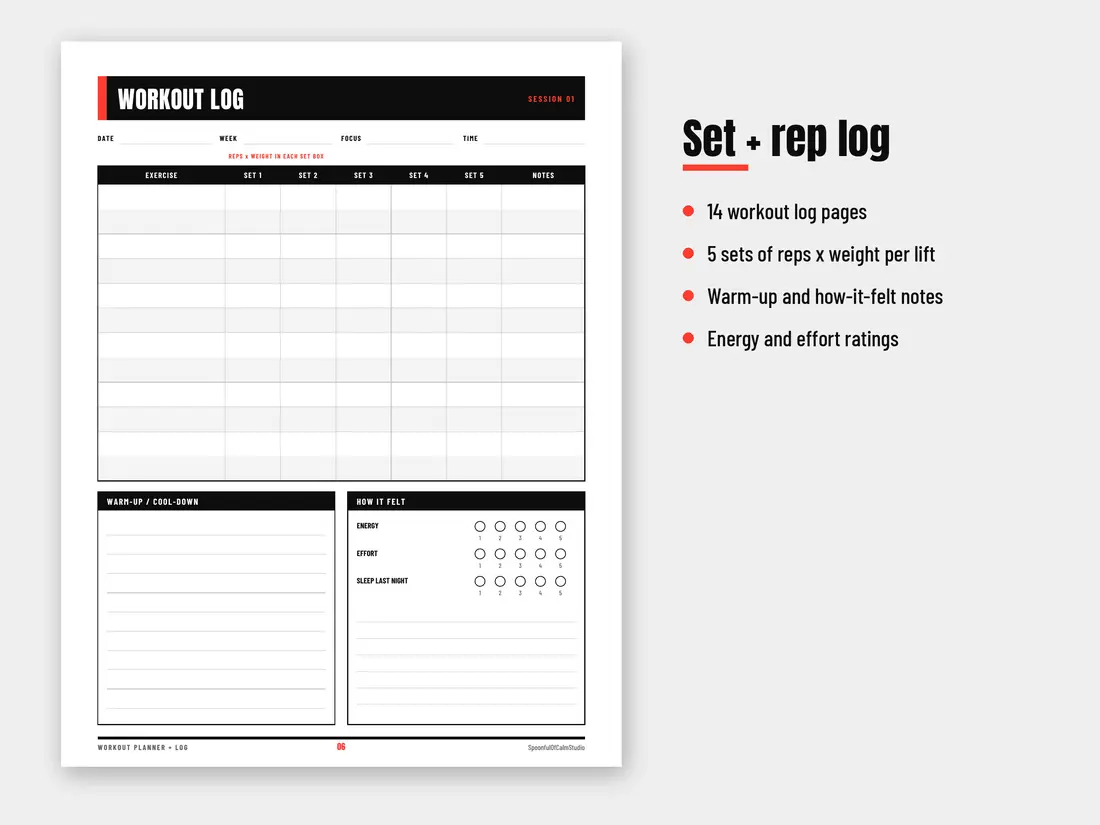 WORKOUT LOG
SESSION 01
DATE WEEK FOCUS TIME
REPS x WEIGHT IN EACH SET BOX
EXERCISE SET 1 SET 2 SET 3 SET 4 SET 5 NOTES
WARM-UP / COOL-DOWN
HOW IT FELT
ENERGY
1 2 3 4 5
EFFORT
1 2 3 4 5
SLEEP LAST NIGHT
1 2 3 4 5
WORKOUT PLANNER + LOG 06 SpoonfulOfCalmStudio
Set + rep log
14 workout log pages
5 sets of reps x weight per lift
Warm-up and how-it-felt notes
Energy and effort ratings